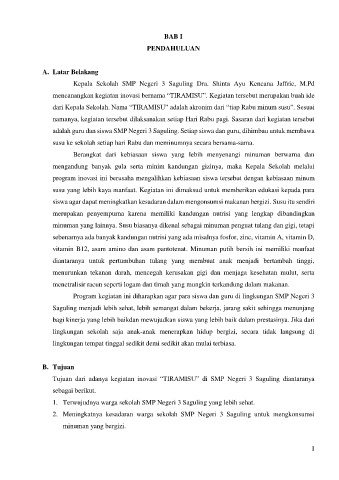 BAB I
PENDAHULUAN
A. Latar Belakang
Kepala Sekolah SMP Negeri 3 Saguling Dra. Shinta Ayu Kencana Jaffrie, M.Pd
mencanangkan kegiatan inovasi bernama “TIRAMISU”. Kegiatan tersebut merupakan buah ide
dari Kepala Sekolah. Nama “TIRAMISU” adalah akronim dari “tiap Rabu minum susu”. Sesuai
namanya, kegiatan tersebut dilaksanakan setiap Hari Rabu pagi. Sasaran dari kegiatan tersebut
adalah guru dan siswa SMP Negeri 3 Saguling. Setiap siswa dan guru, dihimbau untuk membawa
susu ke sekolah setiap hari Rabu dan meminumnya secara bersama-sama.
Berangkat dari kebiasaan siswa yang lebih menyenangi minuman berwarna dan
mengandung banyak gula serta minim kandungan gizinya, maka Kepala Sekolah melalui
program inovasi ini berusaha mengalihkan kebiasaan siswa tersebut dengan kebiasaan minum
susu yang lebih kaya manfaat. Kegiatan ini dimaksud untuk memberikan edukasi kepada para
siswa agar dapat meningkatkan kesadaran dalam mengonsumsi makanan bergizi. Susu itu sendiri
merupakan penyempurna karena memiliki kandungan nutrisi yang lengkap dibandingkan
minuman yang lainnya. Susu biasanya dikenal sebagai minuman penguat tulang dan gigi, tetapi
sebenarnya ada banyak kandungan nutrisi yang ada misalnya fosfor, zinc, vitamin A, vitamin D,
vitamin B12, asam amino dan asam pantotenat. Minuman putih bersih ini memiliki manfaat
diantaranya untuk pertumbuhan tulang yang membuat anak menjadi bertambah tinggi,
menurunkan tekanan darah, mencegah kerusakan gigi dan menjaga kesehatan mulut, serta
menetralisir racun seperti logam dan timah yang mungkin terkandung dalam makanan.
Program kegiatan ini diharapkan agar para siswa dan guru di lingkungan SMP Negeri 3
Saguling menjadi lebih sehat, lebih semangat dalam bekerja, jarang sakit sehingga menunjang
bagi kinerja yang lebih baikdan mewujudkan siswa yang lebih baik dalam prestasinya. Jika dari
lingkungan sekolah saja anak-anak menerapkan hidup bergizi, secara tidak langsung di
lingkungan tempat tinggal sedikit demi sedikit akan mulai terbiasa.
B. Tujuan
Tujuan dari adanya kegiatan inovasi “TIRAMISU” di SMP Negeri 3 Saguling diantaranya
sebagai berikut.
1. Terwujudnya warga sekolah SMP Negeri 3 Saguling yang lebih sehat.
2. Meningkatnya kesadaran warga sekolah SMP Negeri 3 Saguling untuk mengkonsumsi
minuman yang bergizi.
1